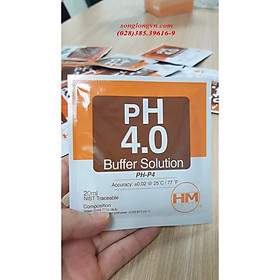 songlongvn.com
(028)385.39616-9
pH
4.0
Buffer Solution
PH-P4
Accuracy: ±0.02 @ 25°C / 77 °F
20ml
NIST Traceable
HM
Composition: